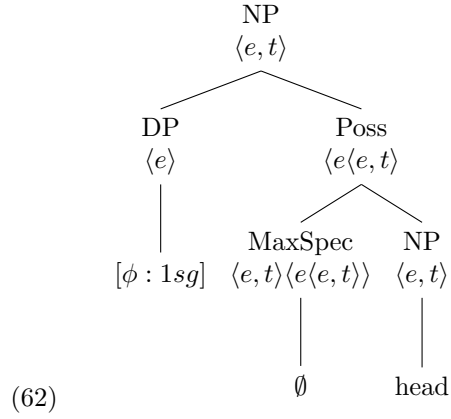 NP
⟨e, t⟩
DP Poss
⟨e⟩ ⟨e⟨e, t⟩
MaxSpec NP
[ϕ : 1sg] ⟨e, t⟩⟨e⟨e, t⟩⟩ ⟨e, t⟩
(62) ∅ head